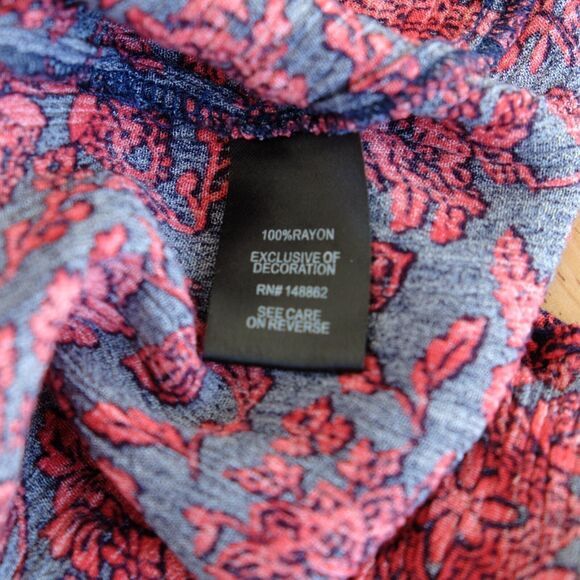 100%RAYON
EXCLUSIVE OF
DECORATION
RN# 148862
SEE CARE
ON REVERSE